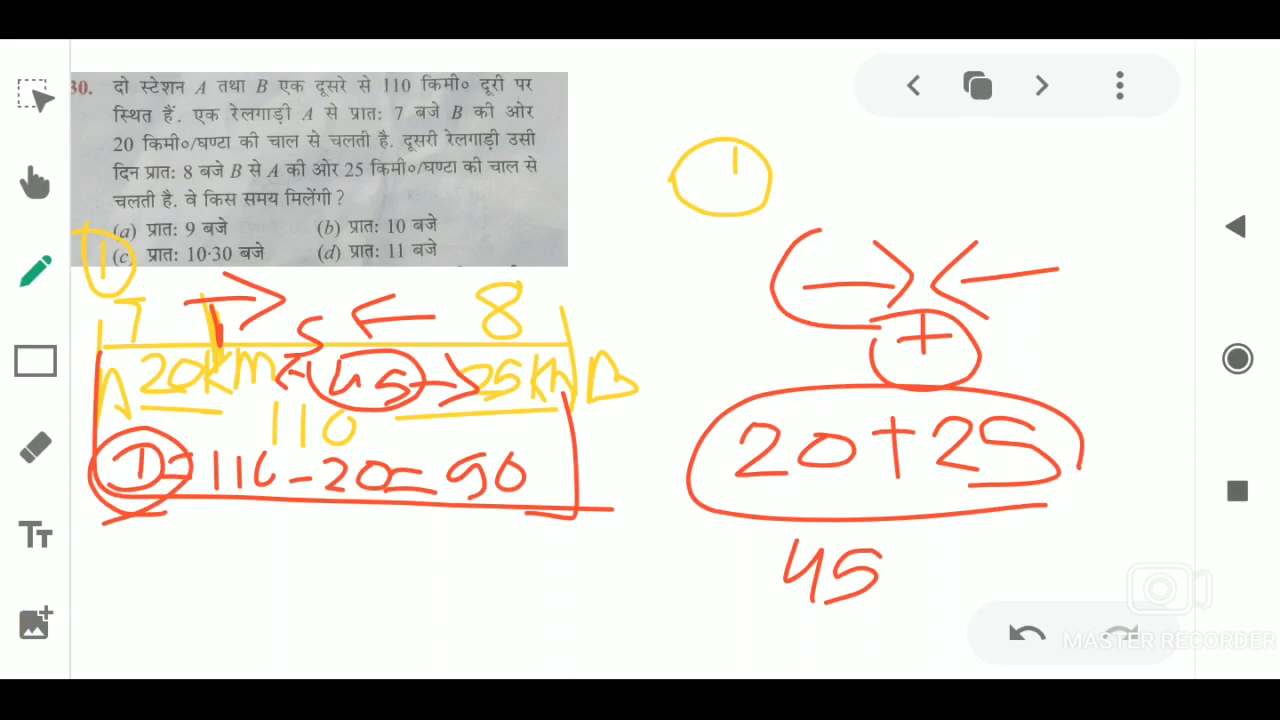 30. दो स्टेशन A तथा B एक दूसरे से 110 किमी० दूरी पर
स्थित हैं. एक रेलगाड़ी A से प्रातः 7 बजे B की ओर
20 किमी०/घण्टा की चाल से चलती है. दूसरी रेलगाड़ी उसी
दिन प्रातः 8 बजे B से A की ओर 25 किमी०/घण्टा की चाल से
चलती है. वे किस समय मिलेंगी ?
(a) प्रातः 9 बजे (b) प्रातः 10 बजे
(c) प्रातः 10·30 बजे (d) प्रातः 11 बजे
1
1
7 8
+
A 20km 45 25km B
110
20+25
1 = 110-20=90
45
Tт
MASTER RECORDER